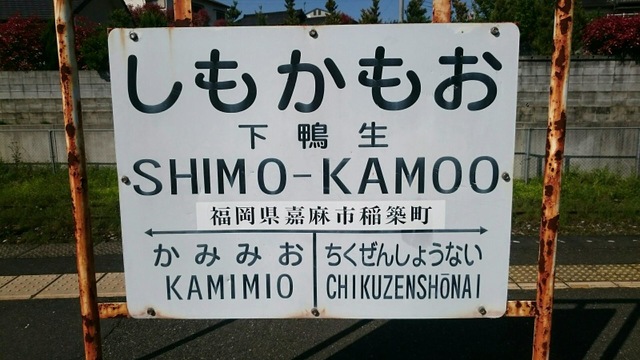 しもかもお
下鴨生
SHIMO-KAMOO
福岡県嘉麻市稲築町
かみみお
KAMIMIO
ちくぜんしょうない
CHIKUZENSHŌNAI